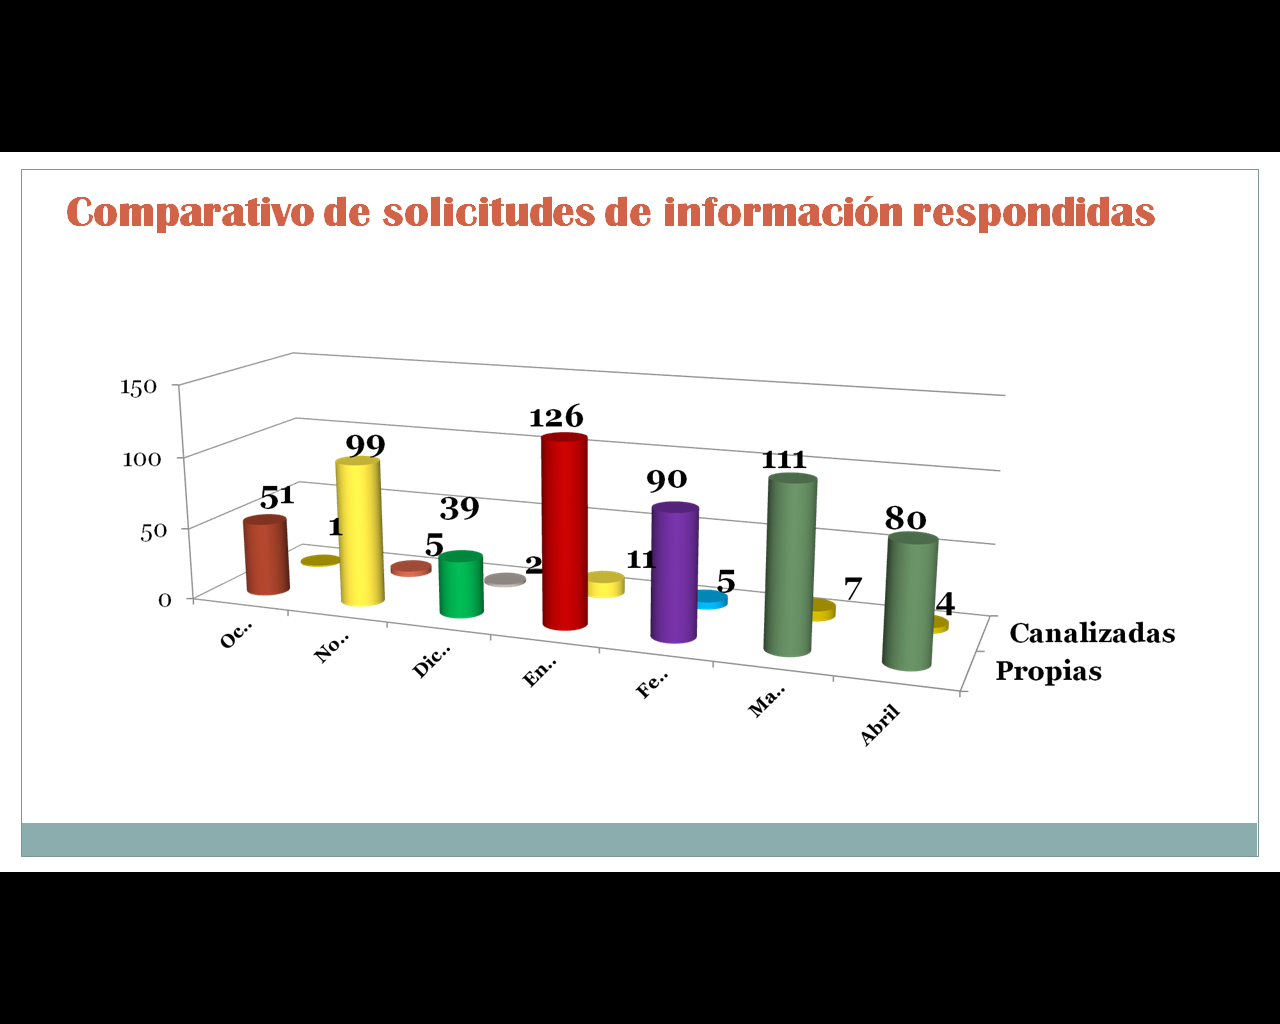 Comparativo de solicitudes de información respondidas
150
100
50
0
51
1
99
5
39
2
126
11
90
5
111
7
80
4
Oc..
No..
Dic..
En..
Fe..
Ma..
Abril
Canalizadas
Propias